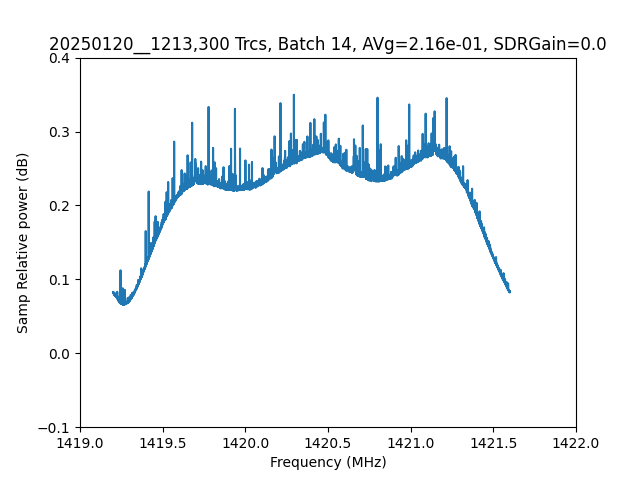 20250120__1213,300 Trcs, Batch 14, AVg=2.16e-01, SDRGain=0.0
0.4
0.3
0.2
0.1
0.0
−0.1
Samp Relative power (dB)
1419.0 1419.5 1420.0 1420.5 1421.0 1421.5 1422.0
Frequency (MHz)